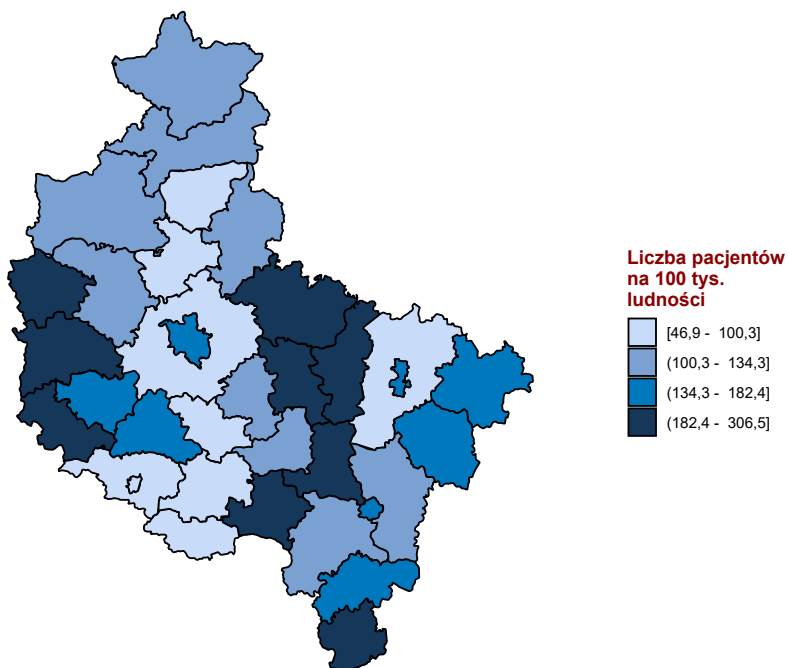 Liczba pacjentów
na 100 tys.
ludności
[46,9 - 100,3]
(100,3 - 134,3]
(134,3 - 182,4]
(182,4 - 306,5]